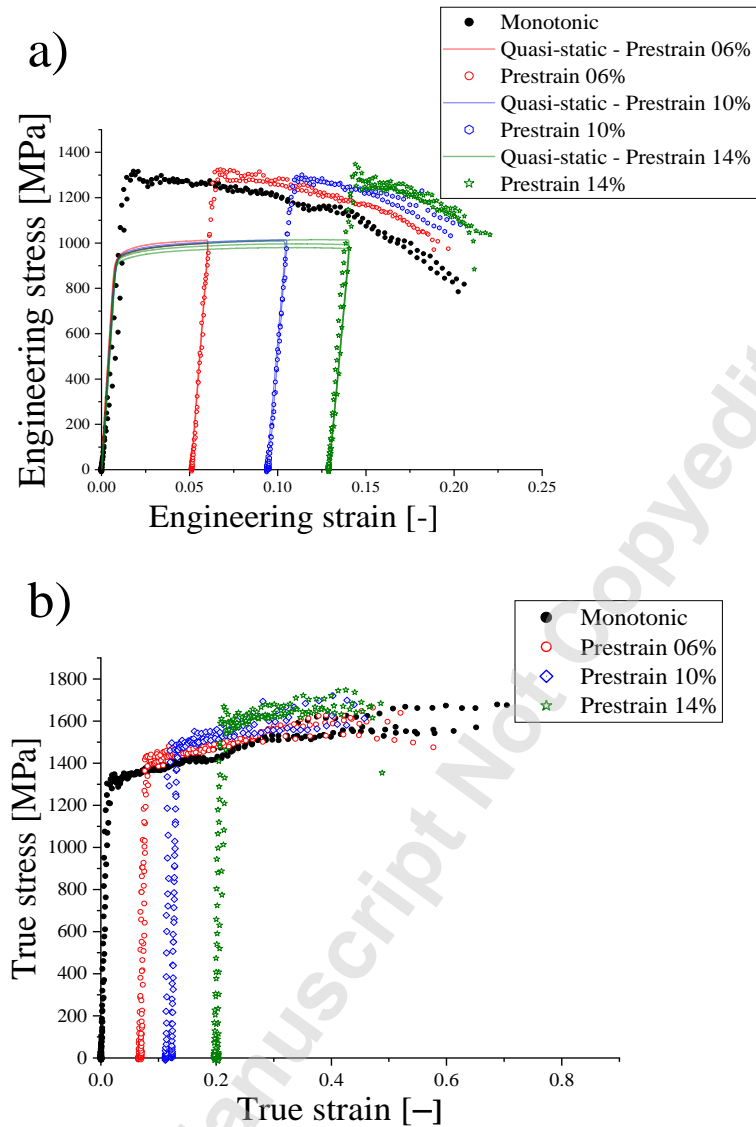 a)
Monotonic
Quasi-static - Prestrain 06%
Prestrain 06%
Quasi-static - Prestrain 10%
Prestrain 10%
Quasi-static - Prestrain 14%
Prestrain 14%
Engineering stress [MPa]
1400
1200
1000
800
600
400
200
0
0.00 0.05 0.10 0.15 0.20 0.25
Engineering strain [-]
b)
Monotonic
Prestrain 06%
Prestrain 10%
Prestrain 14%
True stress [MPa]
1800
1600
1400
1200
1000
800
600
400
200
0
0.0 0.2 0.4 0.6 0.8
True strain [–]
anuscript Not Copyedit